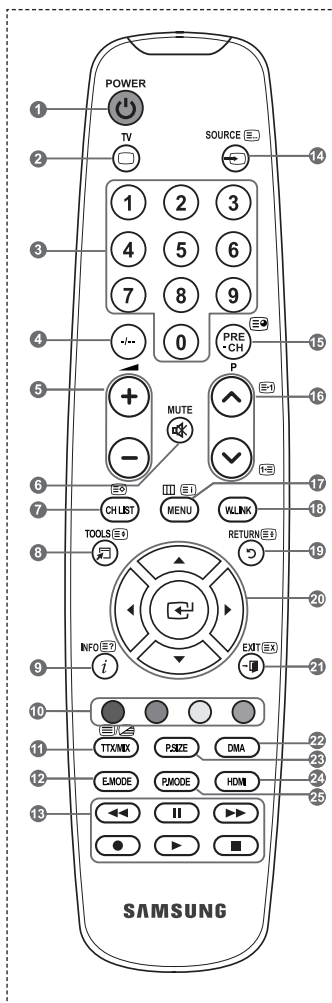 POWER
1
TV
SOURCE
2
14
1 2 3
3
4 5 6
7 8 9
4
-/--
0
PRE
-CH
15
P
5
+
16
MUTE
−
6
17
7
CH LIST
MENU
W.LINK
18
TOOLS
RETURN
8
19
20
INFO
EXIT
9
i
21
10
11
TTX/MIX
P.SIZE
DMA
22
23
12
E.MODE
P.MODE
HDMI
24
25
13
SAMSUNG